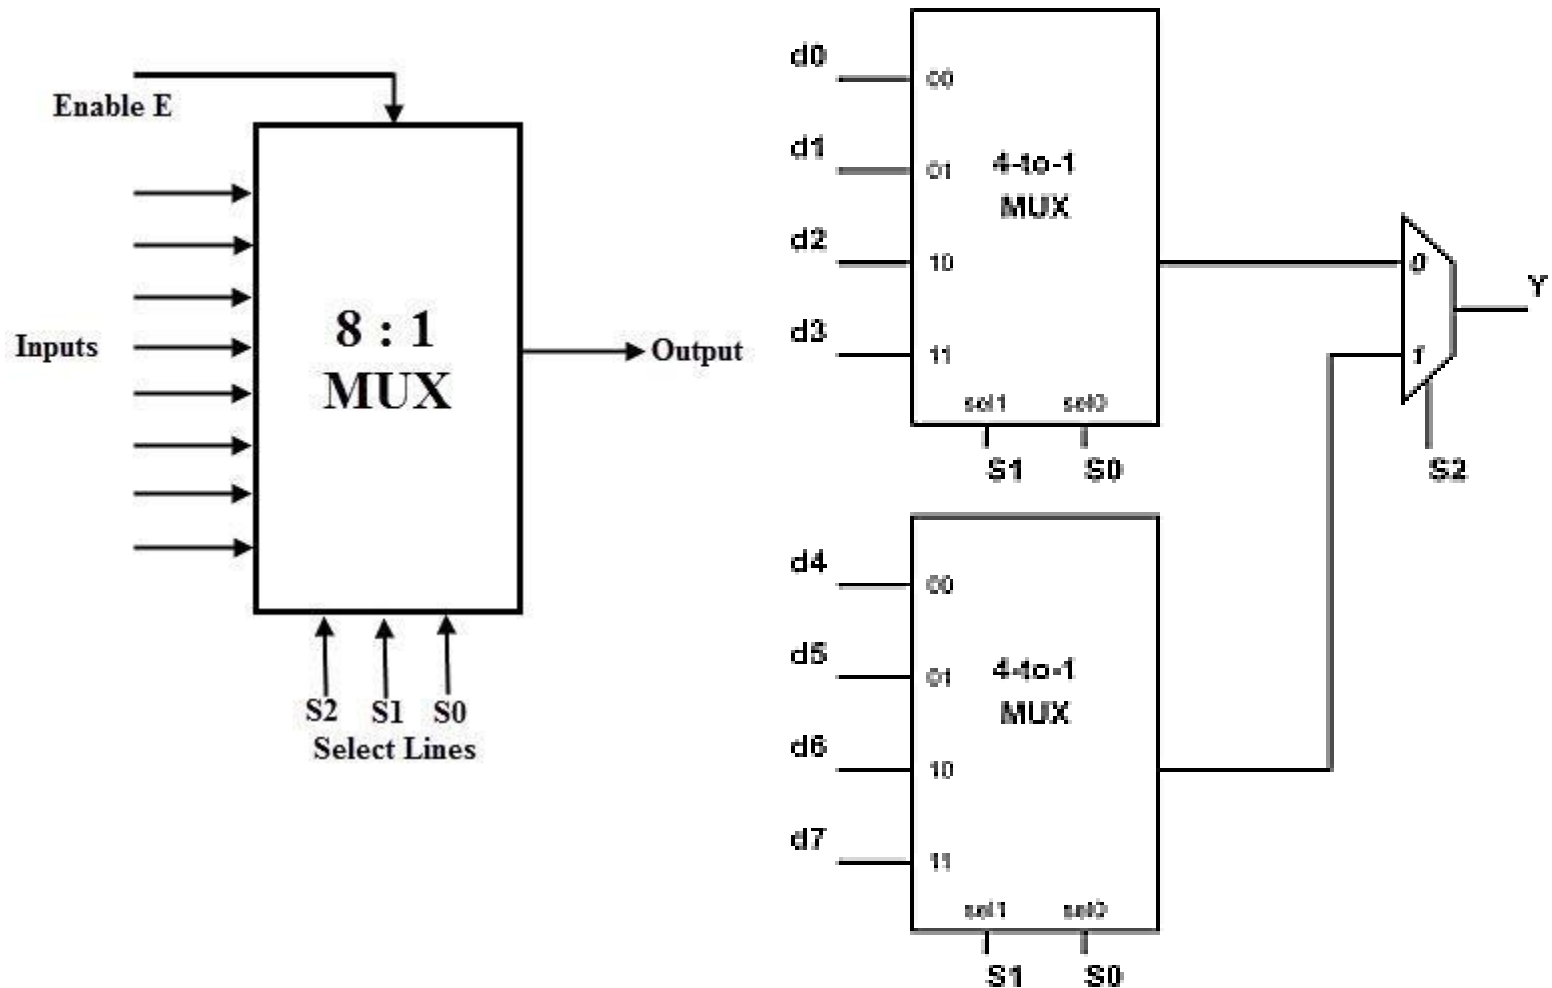 Enable E
Inputs
8 : 1
MUX
Output
S2 S1 S0
Select Lines
d0
00
d1
01
4-to-1
MUX
d2
10
d3
11
sel1 sel0
S1 S0
0
1
Y
S2
d4
00
d5
01
4-to-1
MUX
d6
10
d7
11
sel1 sel0
S1 S0